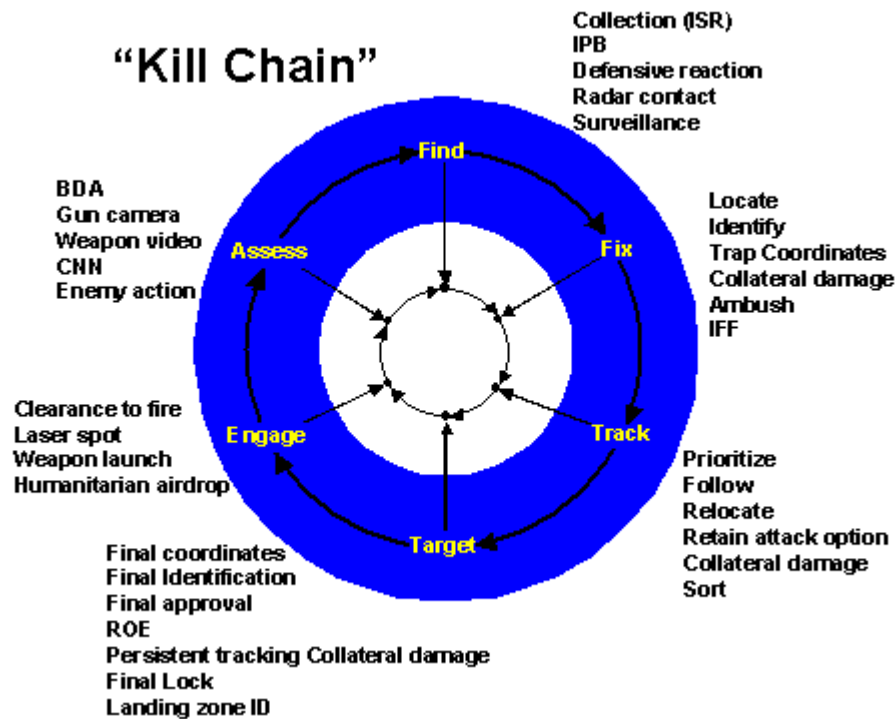 “Kill Chain”
Collection (ISR)
IPB
Defensive reaction
Radar contact
Surveillance
Find
BDA
Gun camera
Weapon video
CNN
Enemy action
Assess
Fix
Locate
Identify
Trap Coordinates
Collateral damage
Ambush
IFF
Clearance to fire
Laser spot
Weapon launch
Humanitarian airdrop
Engage
Track
Prioritize
Follow
Relocate
Retain attack option
Collateral damage
Sort
Target
Final coordinates
Final Identification
Final approval
ROE
Persistent tracking Collateral damage
Final Lock
Landing zone ID